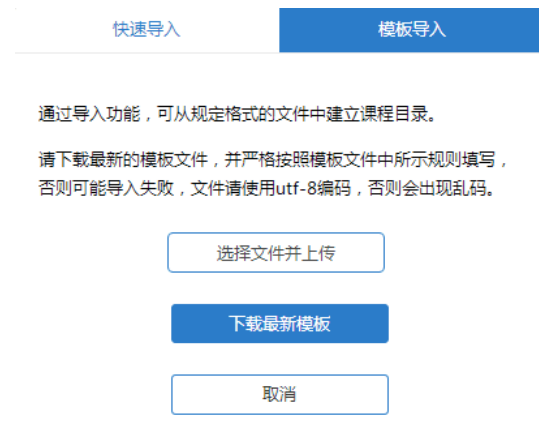 快速导入
模板导入
通过导入功能，可从规定格式的文件中建立课程目录。
请下载最新的模板文件，并严格按照模板文件中所示规则填写，
否则可能导入失败，文件请使用utf-8编码，否则会出现乱码。
选择文件并上传
下载最新模板
取消